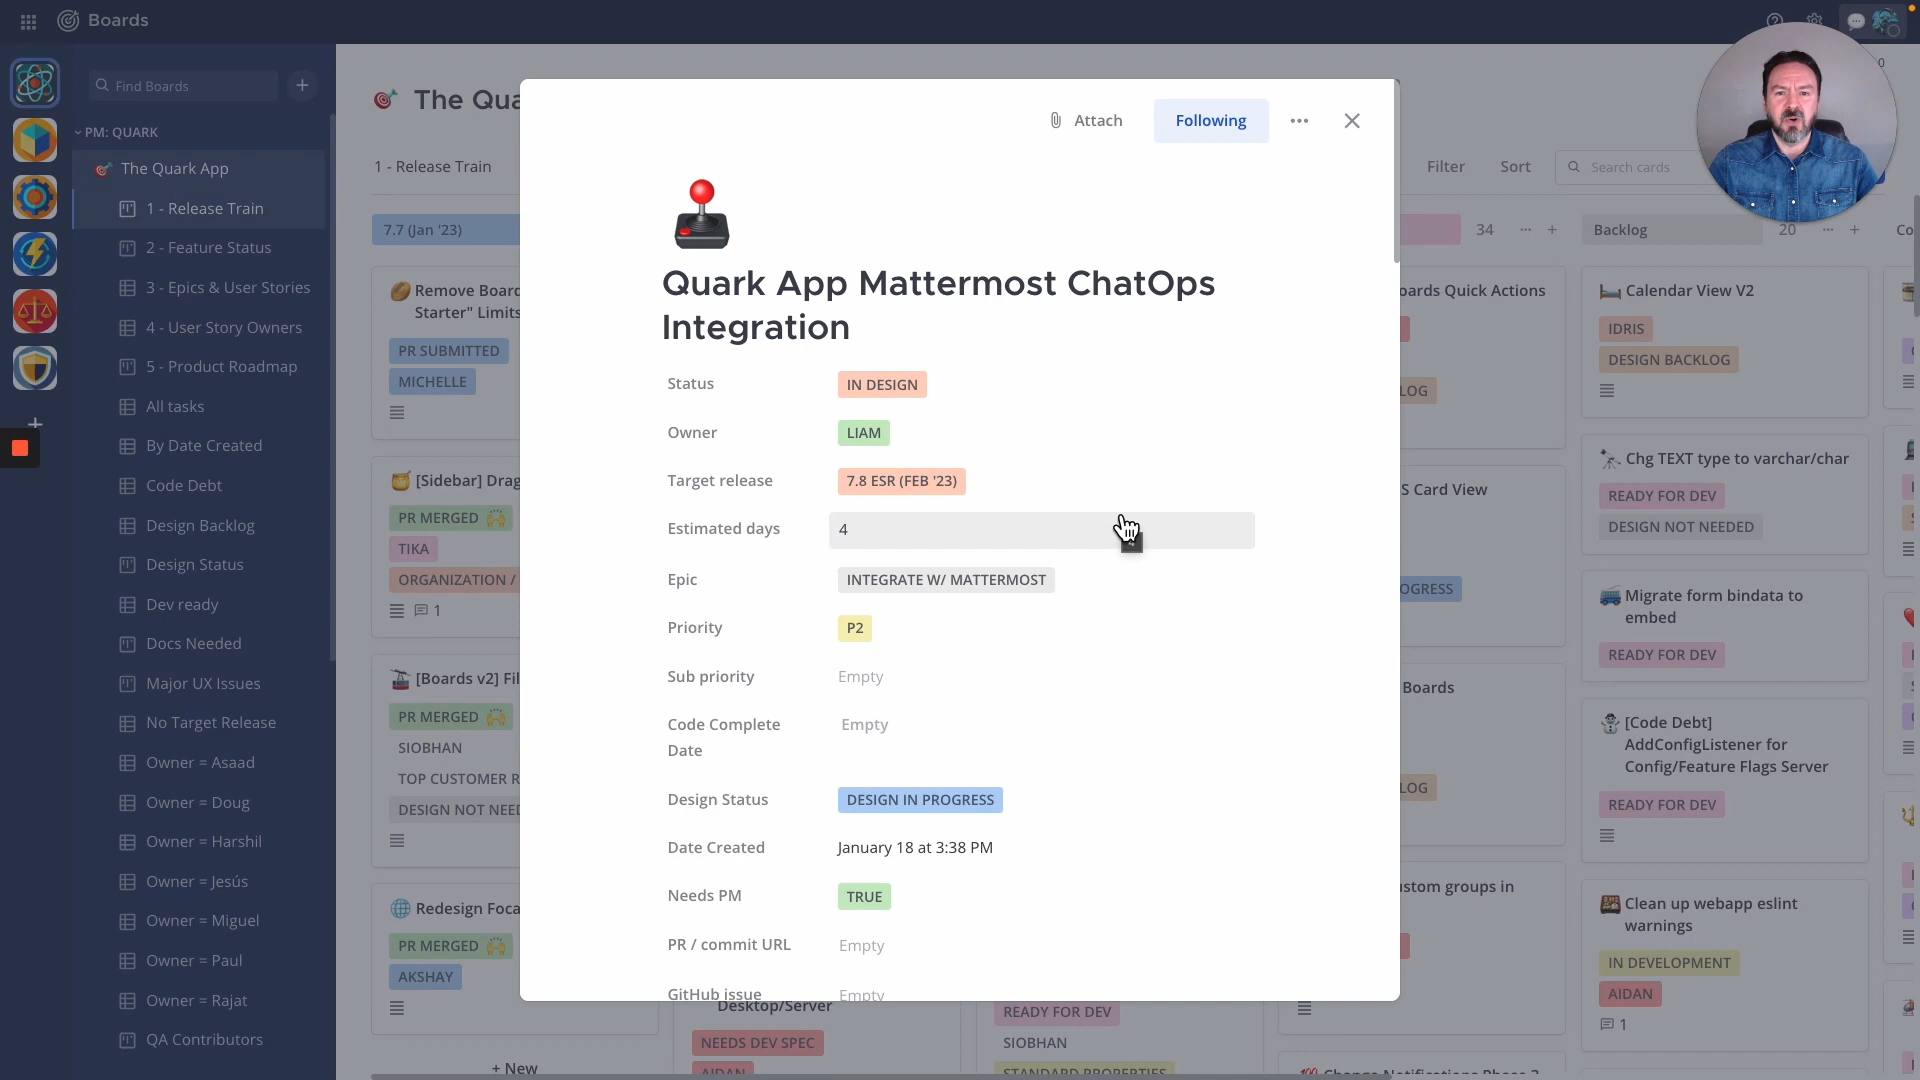 Boards
Find Boards
PM: QUARK
The Quark App
1 - Release Train
2 - Feature Status
3 - Epics & User Stories
4 - User Story Owners
5 - Product Roadmap
All tasks
By Date Created
Code Debt
Design Backlog
Design Status
Dev ready
Docs Needed
Major UX Issues
No Target Release
Owner = Asaad
Owner = Doug
Owner = Harshil
Owner = Jesús
Owner = Miguel
Owner = Paul
Owner = Rajat
QA Contributors
The Qua
1 - Release Train
Filter
Sort
Search cards
7.7 (Jan '23)
Remove Board
Starter" Limits
PR SUBMITTED
MICHELLE
[Sidebar] Drag
PR MERGED
TIKA
ORGANIZATION /
1
[Boards v2] Fil
PR MERGED
SIOBHAN
TOP CUSTOMER R
DESIGN NOT NEED
Redesign Foca
PR MERGED
AKSHAY
+ New
Attach
Following
Quark App Mattermost ChatOps
Integration
Status
IN DESIGN
Owner
LIAM
Target release
7.8 ESR (FEB '23)
Estimated days
4
Epic
INTEGRATE W/ MATTERMOST
Priority
P2
Sub priority
Empty
Code Complete
Date
Empty
Design Status
DESIGN IN PROGRESS
Date Created
January 18 at 3:38 PM
Needs PM
TRUE
PR / commit URL
Empty
GitHub issue
Empty
Desktop/Server
NEEDS DEV SPEC
AIDAN
READY FOR DEV
SIOBHAN
STANDARD PROPERTIES
34
oards Quick Actions
LOG
S Card View
OGRESS
Boards
LOG
stom groups in
Change Notifications Phase 2
Backlog
20
Co
Calendar View V2
IDRIS
DESIGN BACKLOG
Chg TEXT type to varchar/char
READY FOR DEV
DESIGN NOT NEEDED
Migrate form bindata to
embed
READY FOR DEV
[Code Debt]
AddConfigListener for
Config/Feature Flags Server
READY FOR DEV
Clean up webapp eslint
warnings
IN DEVELOPMENT
AIDAN
1